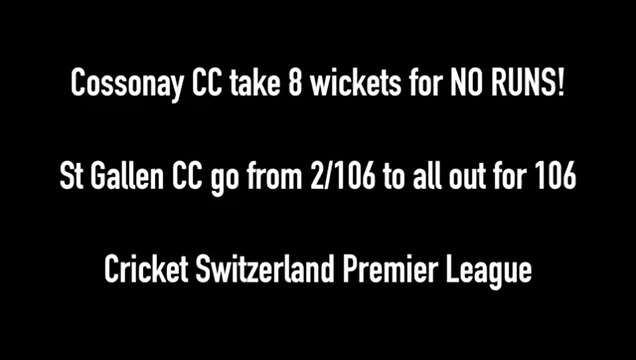 Cossonay CC take 8 wickets for NO RUNS!
St Gallen CC go from 2/106 to all out for 106
Cricket Switzerland Premier League